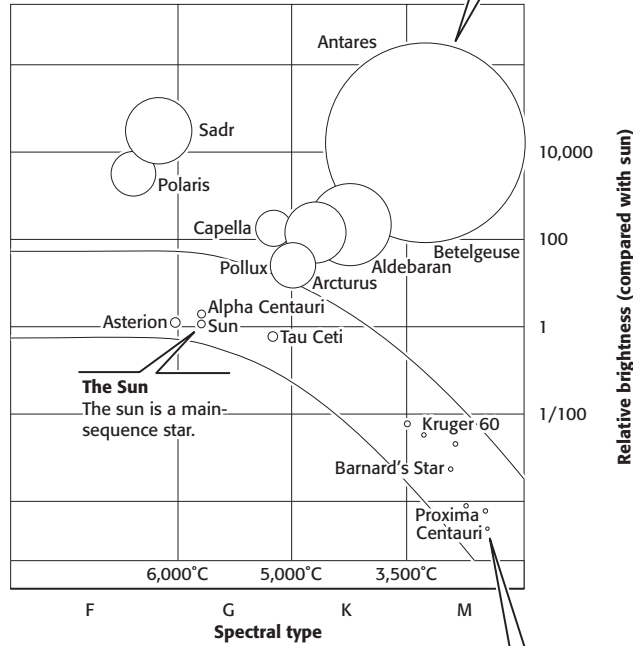 Antares
Sadr
10,000
Polaris
Capella
100
Betelgeuse
Pollux
Aldebaran
Arcturus
Alpha Centauri
Asterion
Sun
1
Tau Ceti
The Sun
The sun is a main-
sequence star.
1/100
Kruger 60
Barnard's Star
Proxima
Centauri
6,000°C 5,000°C 3,500°C
F G K M
Spectral type
Relative brightness (compared with sun)